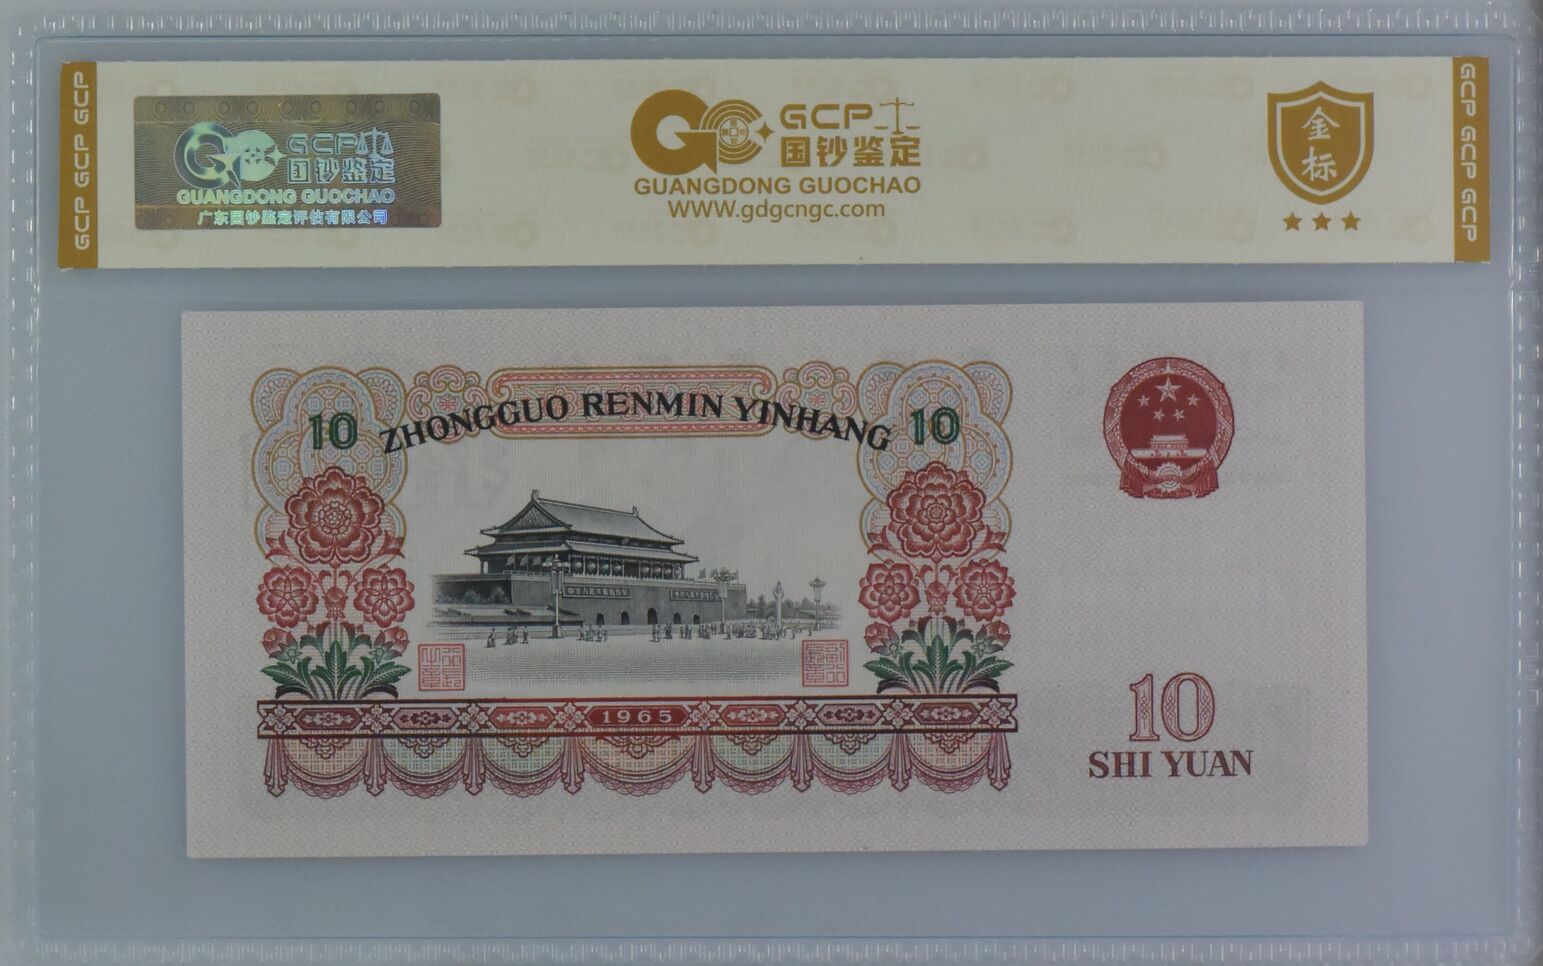 GCP GCP GCP
GCP
国钞鉴定
GUANGDONG GUOCHAO
广东国钞鉴定评估有限公司
GCP
国钞鉴定
GUANGDONG GUOCHAO
WWW.gdgcngc.com
金
标
GCP GCP GCP
10 ZHONGGUO RENMIN YINHANG 10
1965
10
SHI YUAN